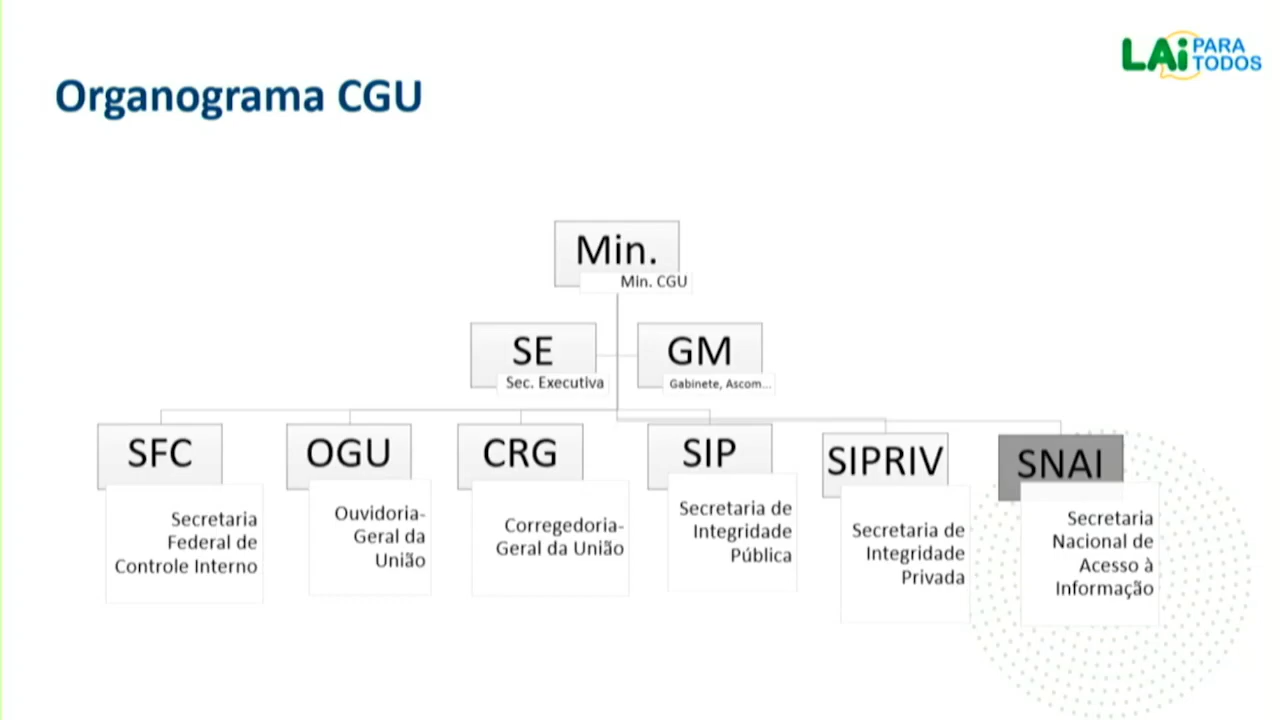 LAi PARA
TODOS
Organograma CGU
Min.
Min. CGU
SE
Sec. Executiva
GM
Gabinete, Ascom...
SFC
Secretaria
Federal de
Controle Interno
OGU
Ouvidoria-
Geral da
União
CRG
Corregedoria-
Geral da União
SIP
Secretaria de
Integridade
Pública
SIPRIV
Secretaria de
Integridade
Privada
SNAI
Secretaria
Nacional de
Acesso à
Informação